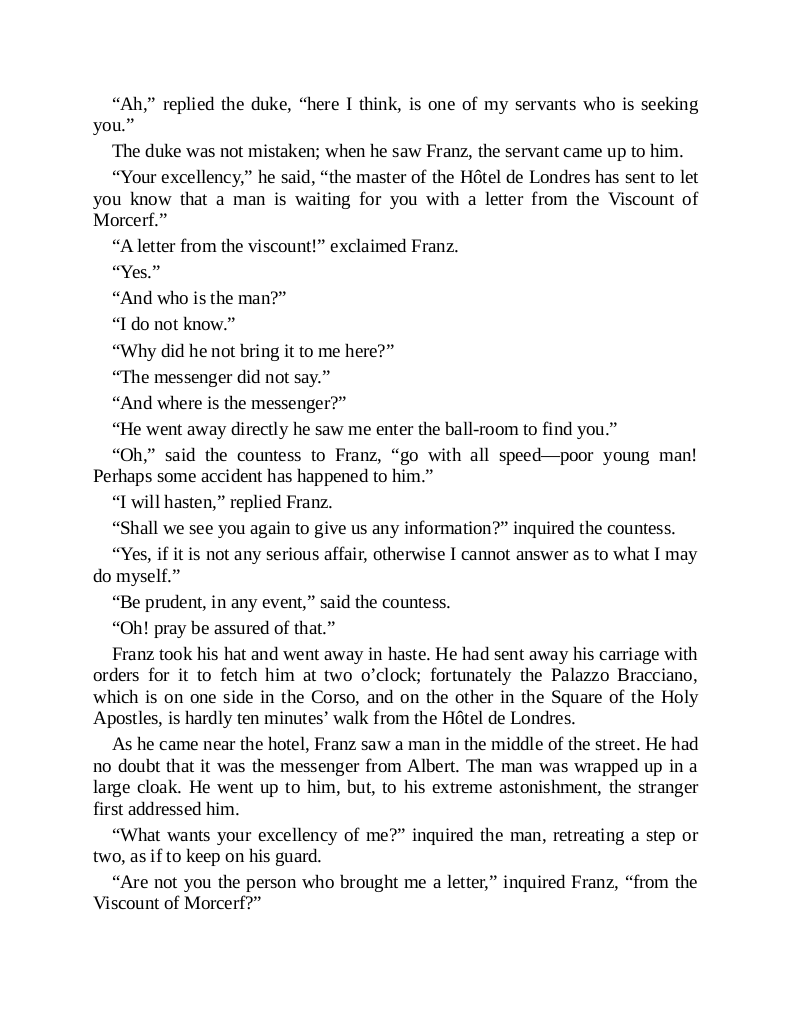 “Ah,” replied the duke, “here I think, is one of my servants who is seeking
you.”
The duke was not mistaken; when he saw Franz, the servant came up to him.
“Your excellency,” he said, “the master of the Hôtel de Londres has sent to let
you know that a man is waiting for you with a letter from the Viscount of
Morcerf.”
“A letter from the viscount!” exclaimed Franz.
“Yes.”
“And who is the man?”
“I do not know.”
“Why did he not bring it to me here?”
“The messenger did not say.”
“And where is the messenger?”
“He went away directly he saw me enter the ball-room to find you.”
“Oh,” said the countess to Franz, “go with all speed—poor young man!
Perhaps some accident has happened to him.”
“I will hasten,” replied Franz.
“Shall we see you again to give us any information?” inquired the countess.
“Yes, if it is not any serious affair, otherwise I cannot answer as to what I may
do myself.”
“Be prudent, in any event,” said the countess.
“Oh! pray be assured of that.”
Franz took his hat and went away in haste. He had sent away his carriage with
orders for it to fetch him at two o’clock; fortunately the Palazzo Bracciano,
which is on one side in the Corso, and on the other in the Square of the Holy
Apostles, is hardly ten minutes’ walk from the Hôtel de Londres.
As he came near the hotel, Franz saw a man in the middle of the street. He had
no doubt that it was the messenger from Albert. The man was wrapped up in a
large cloak. He went up to him, but, to his extreme astonishment, the stranger
first addressed him.
“What wants your excellency of me?” inquired the man, retreating a step or
two, as if to keep on his guard.
“Are not you the person who brought me a letter,” inquired Franz, “from the
Viscount of Morcerf?”